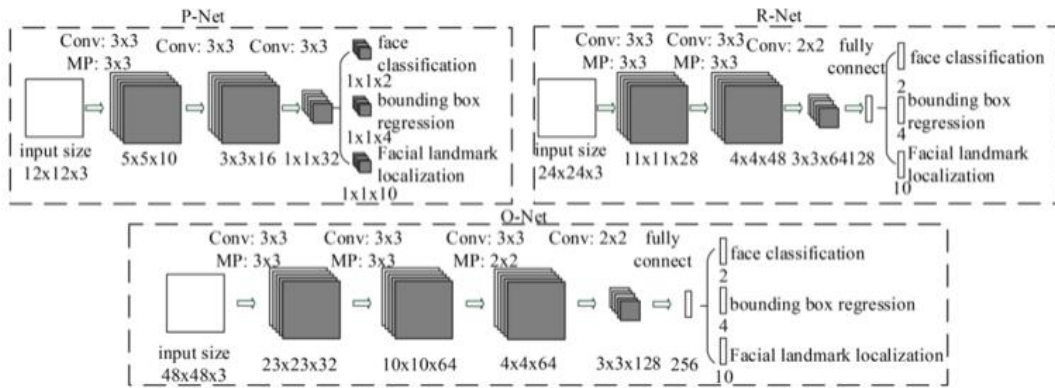 P-Net
Conv: 3x3
MP: 3x3
Conv: 3x3
Conv: 3x3
face
classification
1x1x2
bounding box
regression
1x1x4
Facial landmark
localization
1x1x10
input size
12x12x3
5x5x10
3x3x16
1x1x32
R-Net
Conv: 3x3
MP: 3x3
Conv: 3x3
MP: 3x3
Conv: 2x2
fully
connect
face classification
2
bounding box
regression
4
Facial landmark
localization
10
input size
24x24x3
11x11x28
4x4x48
3x3x64
128
O-Net
Conv: 3x3
MP: 3x3
Conv: 3x3
MP: 3x3
Conv: 3x3
MP: 2x2
Conv: 2x2
fully
connect
face classification
2
bounding box regression
4
Facial landmark localization
10
input size
48x48x3
23x23x32
10x10x64
4x4x64
3x3x128
256